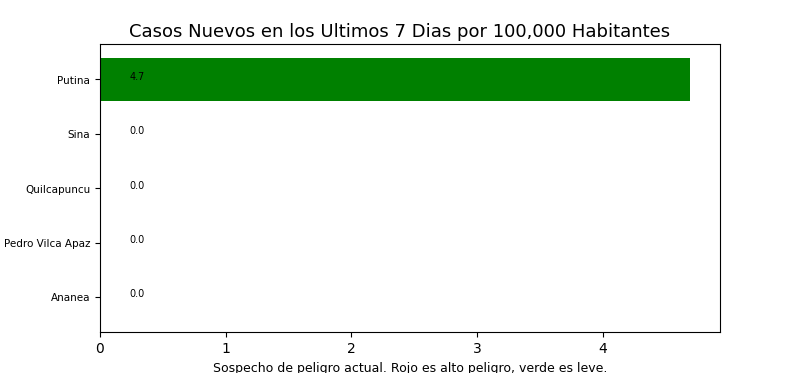 Casos Nuevos en los Ultimos 7 Dias por 100,000 Habitantes
Putina 4.7
Sina 0.0
Quilcapuncu 0.0
Pedro Vilca Apaz 0.0
Ananea 0.0
0 1 2 3 4
Sospecho de peligro actual. Rojo es alto peligro, verde es leve.